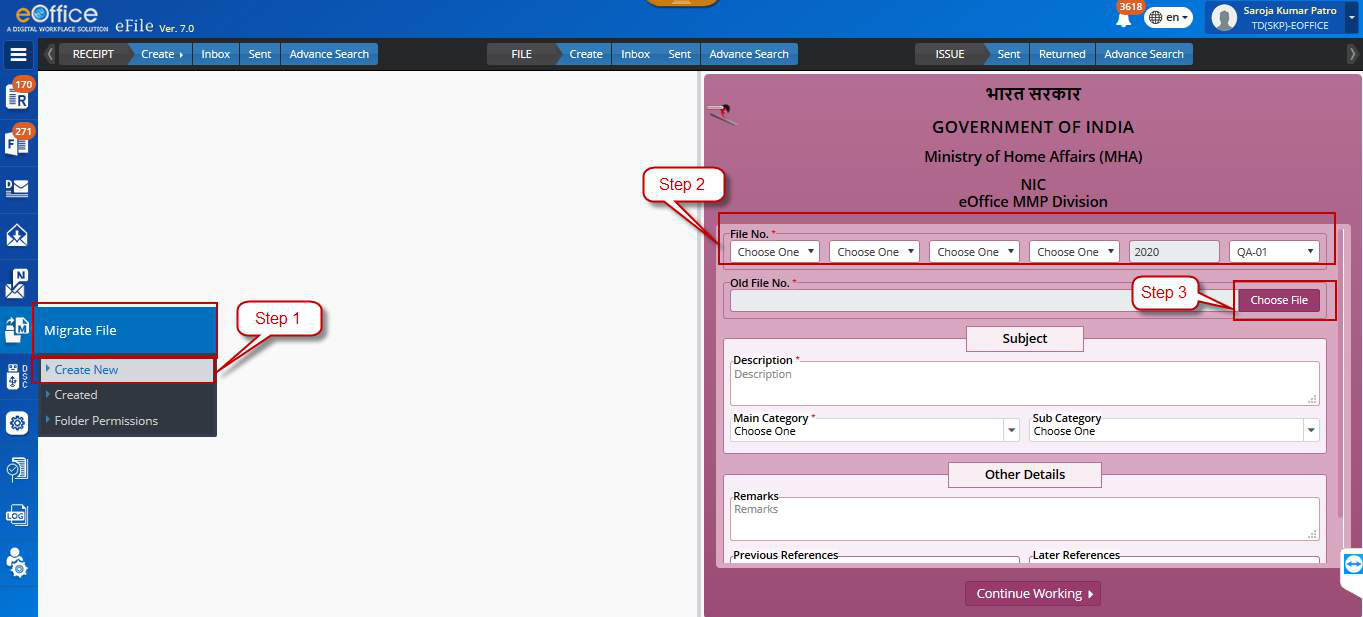 eOffice
A DIGITAL WORKPLACE SOLUTION
eFile Ver. 7.0
3618
en
Saroja Kumar Patro
TD(SKP)-EOFFICE
RECEIPT Create Inbox Sent Advance Search
FILE Create Inbox Sent Advance Search
ISSUE Sent Returned Advance Search
170
R
271
F
D
N
M
DSC
LOG
Migrate File
Create New
Created
Folder Permissions
Step 1
Step 2
Step 3
भारत सरकार
GOVERNMENT OF INDIA
Ministry of Home Affairs (MHA)
NIC
eOffice MMP Division
File No. *
Choose One Choose One Choose One Choose One 2020 QA-01
Old File No. *
Choose File
Subject
Description *
Description
Main Category * Sub Category
Choose One Choose One
Other Details
Remarks
Remarks
Previous References Later References
Continue Working